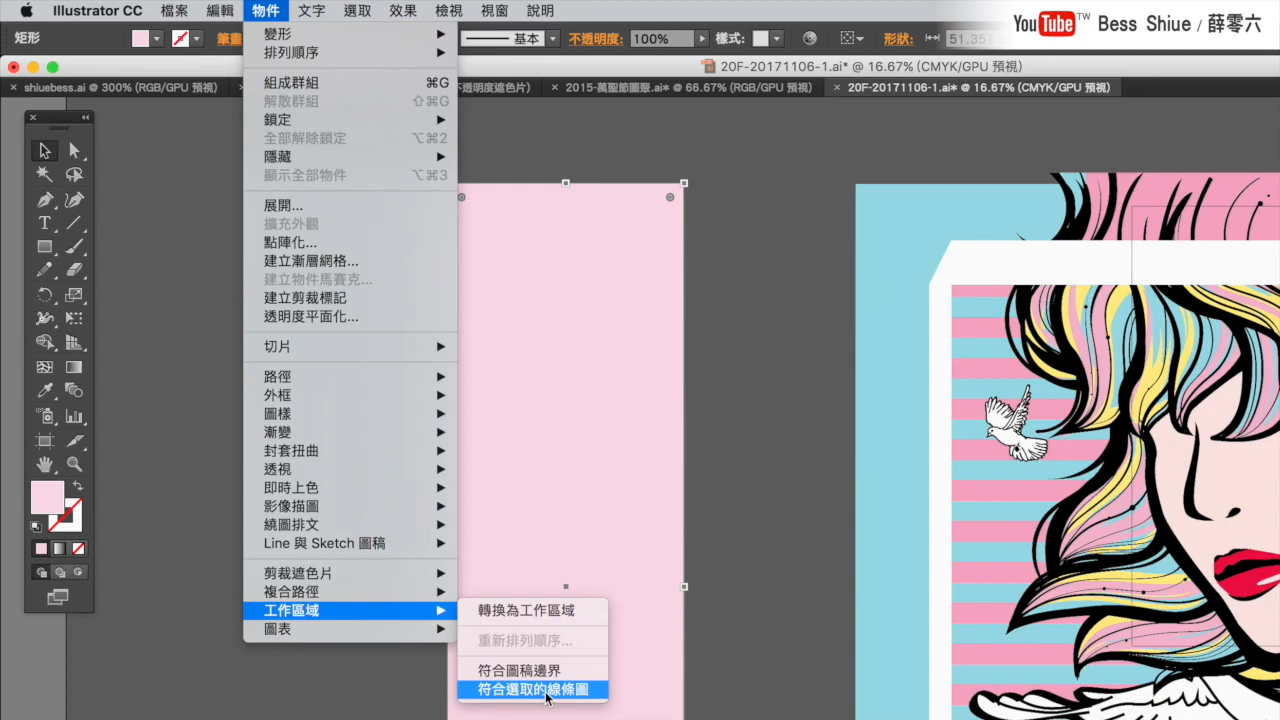 Illustrator CC 檔案 編輯 物件 文字 選取 效果 檢視 視窗 說明
YouTube TW Bess Shiue / 薛零六
矩形 筆畫 基本 不透明度: 100% 樣式: 形狀: 51.351
20F-20171106-1.ai* @ 16.67% (CMYK/GPU 預視)
shiuebess.ai @ 300% (RGB/GPU 預視) 不透明度遮色片) 2015-萬聖節圖 .ai* @ 66.67% (RGB/GPU 預視) 20F-20171106-1.ai* @ 16.67% (CMYK/GPU 預視)
變形
排列順序
組成群組 ⌘G
解散群組 ⇧⌘G
鎖定
全部解除鎖定 ⌥⌘2
隱藏
顯示全部物件 ⌥⌘3
展開...
擴充外觀
點陣化...
建立漸層網格...
建立物件馬賽克...
建立剪裁標記
透明度平面化...
切片
路徑
外框
圖樣
漸變
封套扭曲
透視
即時上色
影像描圖
繞圖排文
Line 與 Sketch 圖稿
剪裁遮色片
複合路徑
工作區域
圖表
轉換為工作區域
重新排列順序...
符合圖稿邊界
符合選取的線條圖